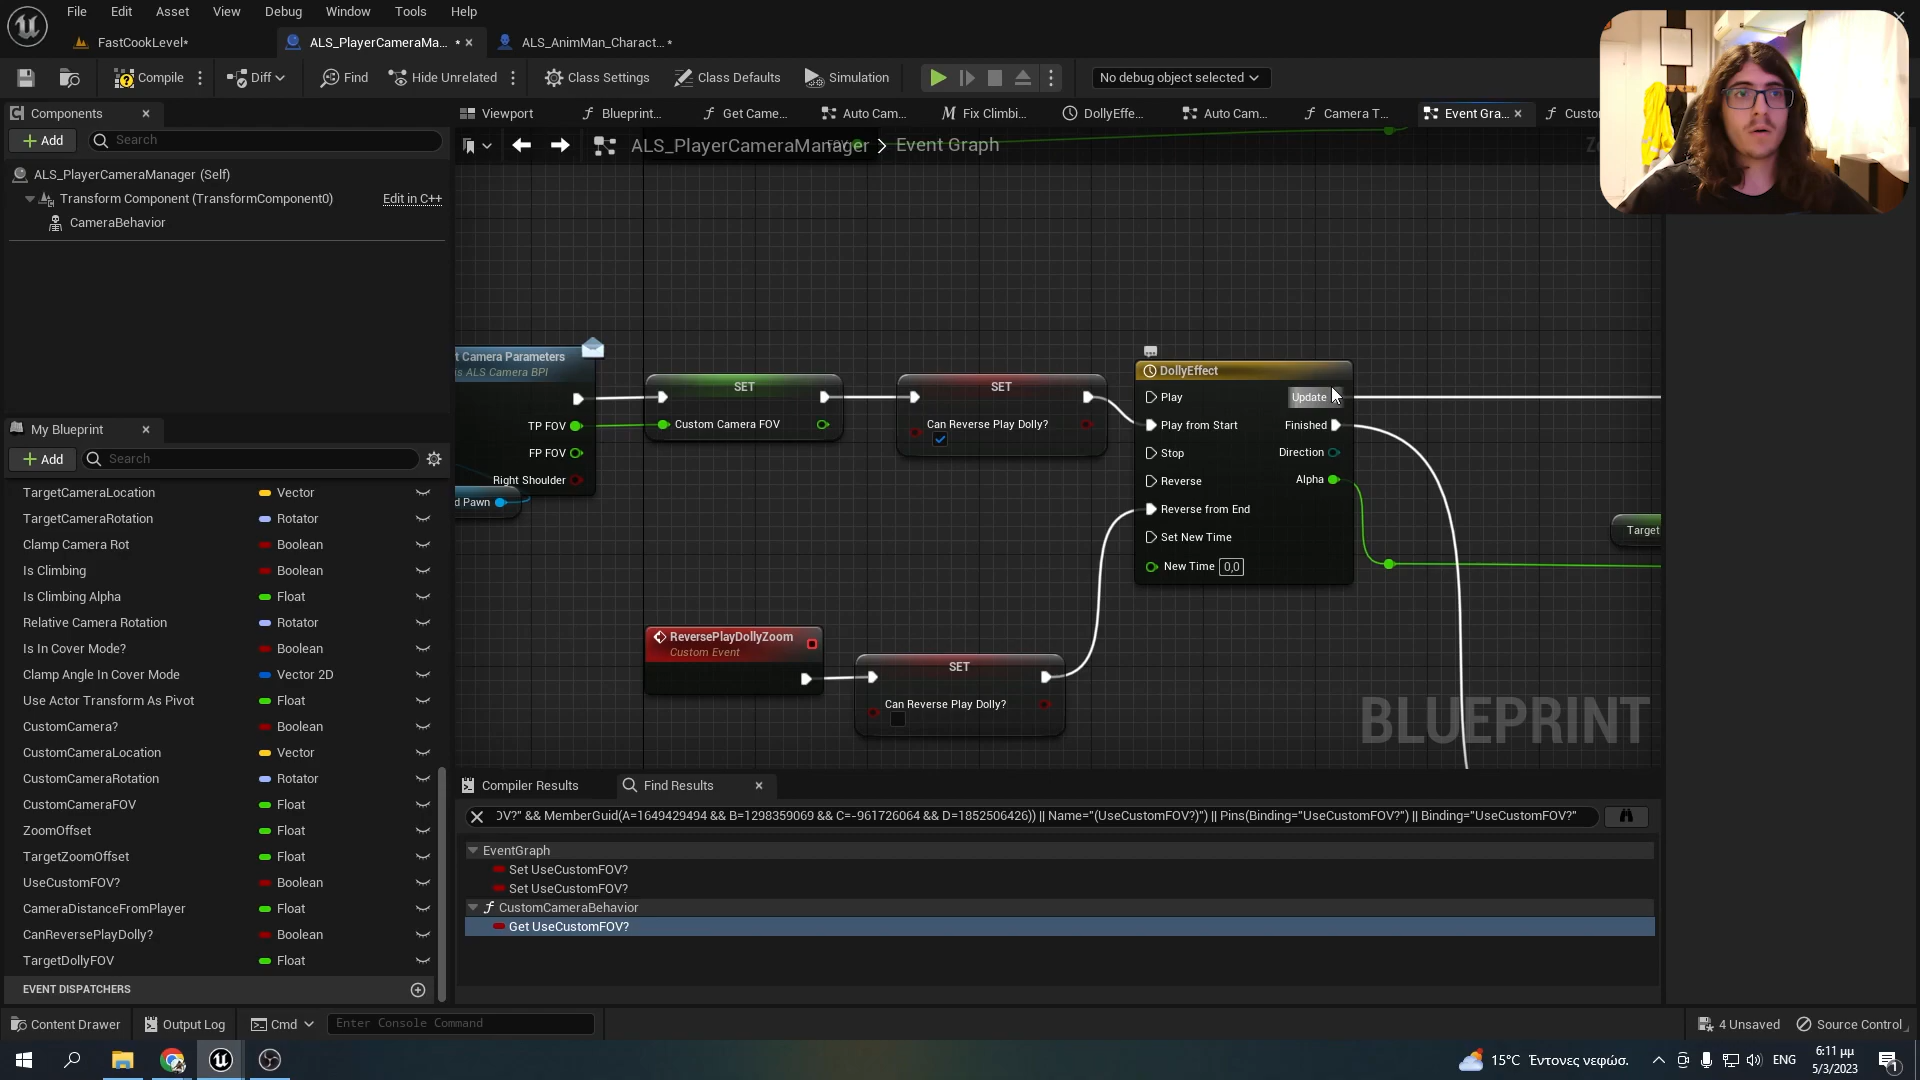 File Edit Asset View Debug Window Tools Help
FastCookLevel* ALS_PlayerCameraMa... * ALS_AnimMan_Charact... *
Compile Diff Find Hide Unrelated Class Settings Class Defaults Simulation No debug object selected
Components
Viewport Blueprint... Get Came... Auto Cam... Fix Climbi... DollyEffe... Auto Cam... Camera T... Event Gra... Custo
Add Search
ALS_PlayerCameraManager > Event Graph
ALS_PlayerCameraManager (Self)
Transform Component (TransformComponent0) Edit in C++
CameraBehavior
t Camera Parameters
is ALS Camera BPI
TP FOV
FP FOV
Right Shoulder
d Pawn
SET
Custom Camera FOV
SET
Can Reverse Play Dolly?
DollyEffect
Play Update
Play from Start Finished
Stop Direction
Reverse Alpha
Reverse from End
Set New Time
New Time 0,0
Target
ReversePlayDollyZoom
Custom Event
SET
Can Reverse Play Dolly?
BLUEPRINT
My Blueprint
Add Search
TargetCameraLocation Vector
TargetCameraRotation Rotator
Clamp Camera Rot Boolean
Is Climbing Boolean
Is Climbing Alpha Float
Relative Camera Rotation Rotator
Is In Cover Mode? Boolean
Clamp Angle In Cover Mode Vector 2D
Use Actor Transform As Pivot Float
CustomCamera? Boolean
CustomCameraLocation Vector
CustomCameraRotation Rotator
CustomCameraFOV Float
ZoomOffset Float
TargetZoomOffset Float
UseCustomFOV? Boolean
CameraDistanceFromPlayer Float
CanReversePlayDolly? Boolean
TargetDollyFOV Float
EVENT DISPATCHERS
Compiler Results Find Results
OV?" && MemberGuid(A=1649429494 && B=1298359069 && C=-961726064 && D=1852506426)) || Name="(UseCustomFOV?)") || Pins(Binding="UseCustomFOV?") || Binding="UseCustomFOV?"
EventGraph
Set UseCustomFOV?
Set UseCustomFOV?
CustomCameraBehavior
Get UseCustomFOV?
Content Drawer Output Log Cmd Enter Console Command 4 Unsaved Source Control
15°C Έντονες νεφώσ. ENG 6:11 μμ
5/3/2023
1